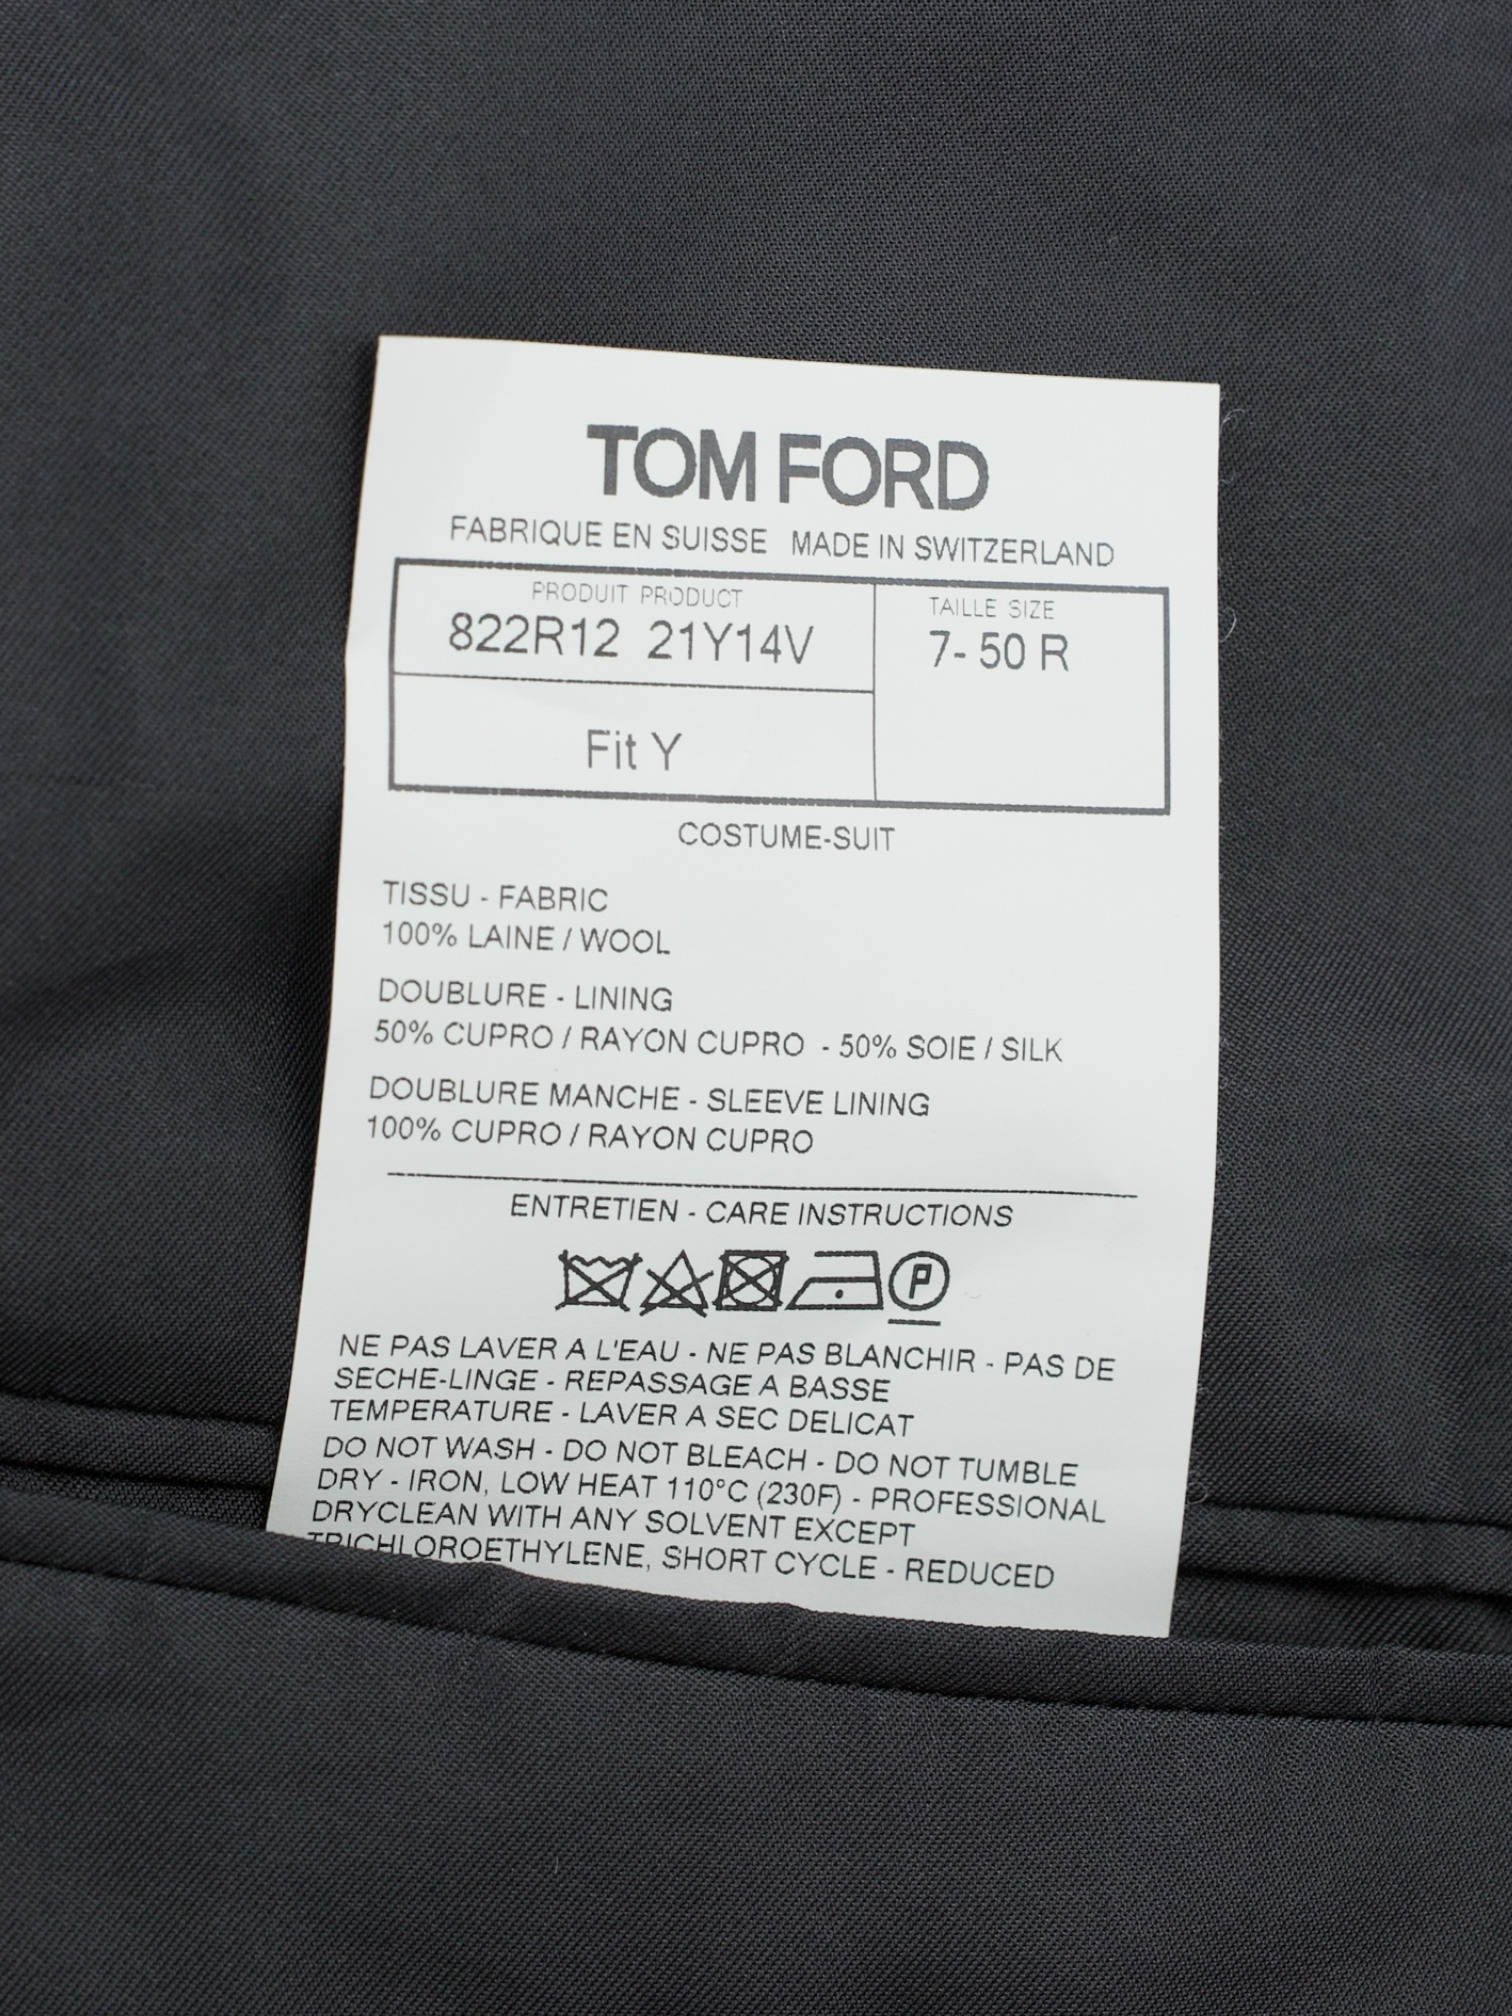 TOM FORD
FABRIQUE EN SUISSE MADE IN SWITZERLAND
PRODUIT PRODUCT
822R12 21Y14V
TAILLE SIZE
7- 50 R
Fit Y
COSTUME-SUIT
TISSU - FABRIC
100% LAINE / WOOL
DOUBLURE - LINING
50% CUPRO / RAYON CUPRO - 50% SOIE / SILK
DOUBLURE MANCHE - SLEEVE LINING
100% CUPRO / RAYON CUPRO
ENTRETIEN - CARE INSTRUCTIONS
P
NE PAS LAVER A L'EAU - NE PAS BLANCHIR - PAS DE
SECHE-LINGE - REPASSAGE A BASSE
TEMPERATURE - LAVER A SEC DELICAT
DO NOT WASH - DO NOT BLEACH - DO NOT TUMBLE
DRY - IRON, LOW HEAT 110°C (230F) - PROFESSIONAL
DRYCLEAN WITH ANY SOLVENT EXCEPT
TRICHLOROETHYLENE, SHORT CYCLE - REDUCED